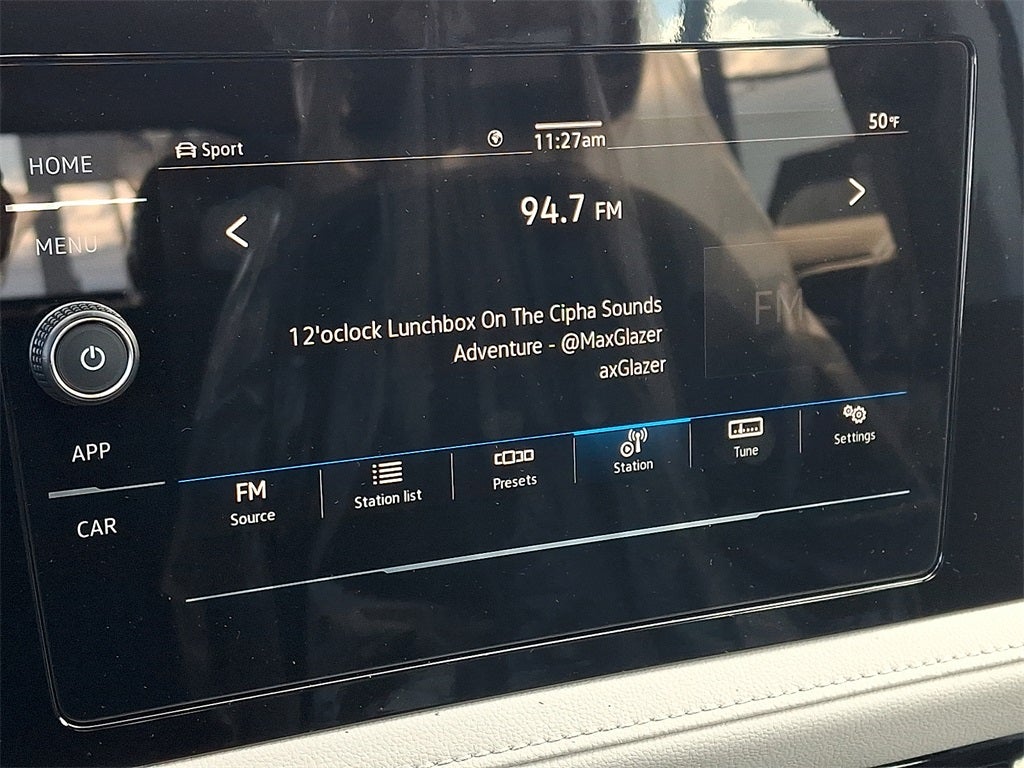 HOME
MENU
APP
CAR
Sport
11:27am
50°F
94.7 FM
12'oclock Lunchbox On The Cipha Sounds
Adventure - @MaxGlazer
axGlazer
FM
FM
Source
Station list
Presets
Station
Tune
Settings